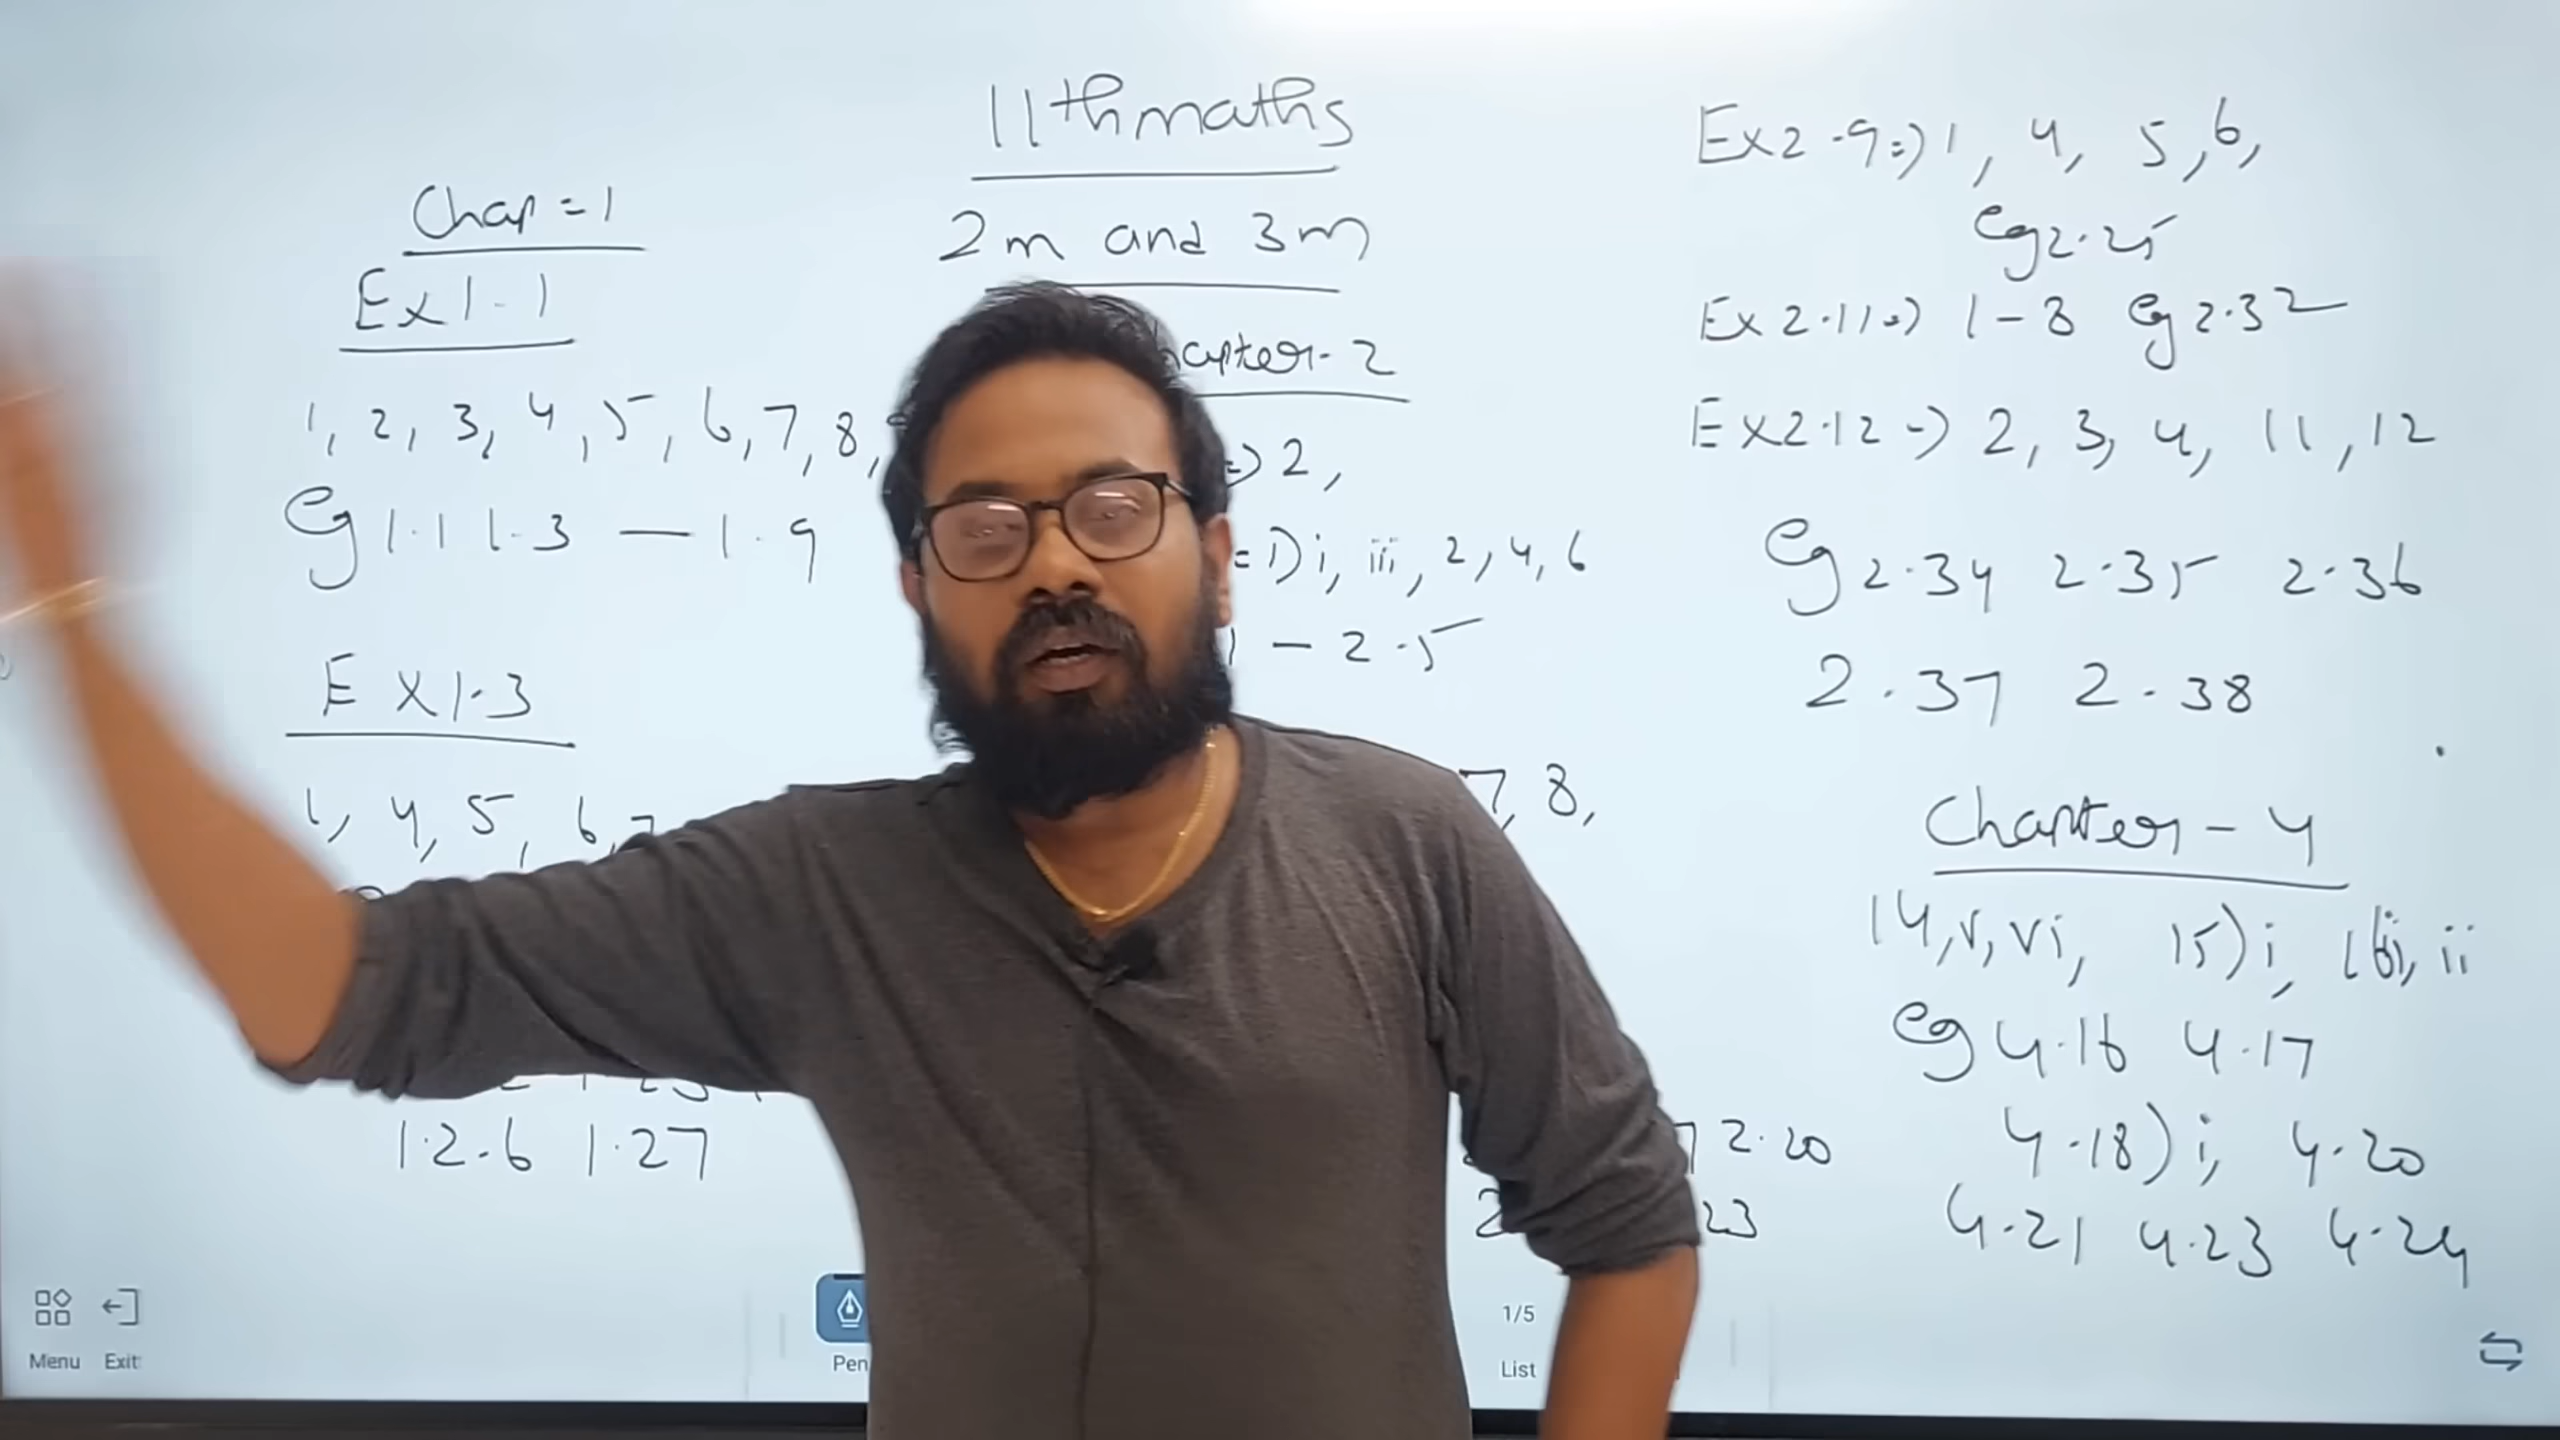 11th maths
2m and 3m
Chap = 1
Ex 1.1
1, 2, 3, 4, 5, 6, 7, 8,
Eg 1.1 1.3 — 1.9
Ex 1.3
1, 4, 5, 6, 7
1.2.6 1.27
hapter-2
=) 2,
=1) i, iii, 2, 4, 6
1 - 2.5
7, 8,
2.20
23
Ex 2.9 =) 1, 4, 5, 6,
eg 2.25
Ex 2.11 =) 1-8 eg 2.32
Ex 2.12 =) 2, 3, 4, 11, 12
Eg 2.34 2.35 2.36
2.37 2.38
Chapter - 4
14, v, vi, 15) i, 16i, ii
eg 4.16 4.17
4.18) i, 4.20
4.21 4.23 4.24
Menu Exit
Pen
1/5
List